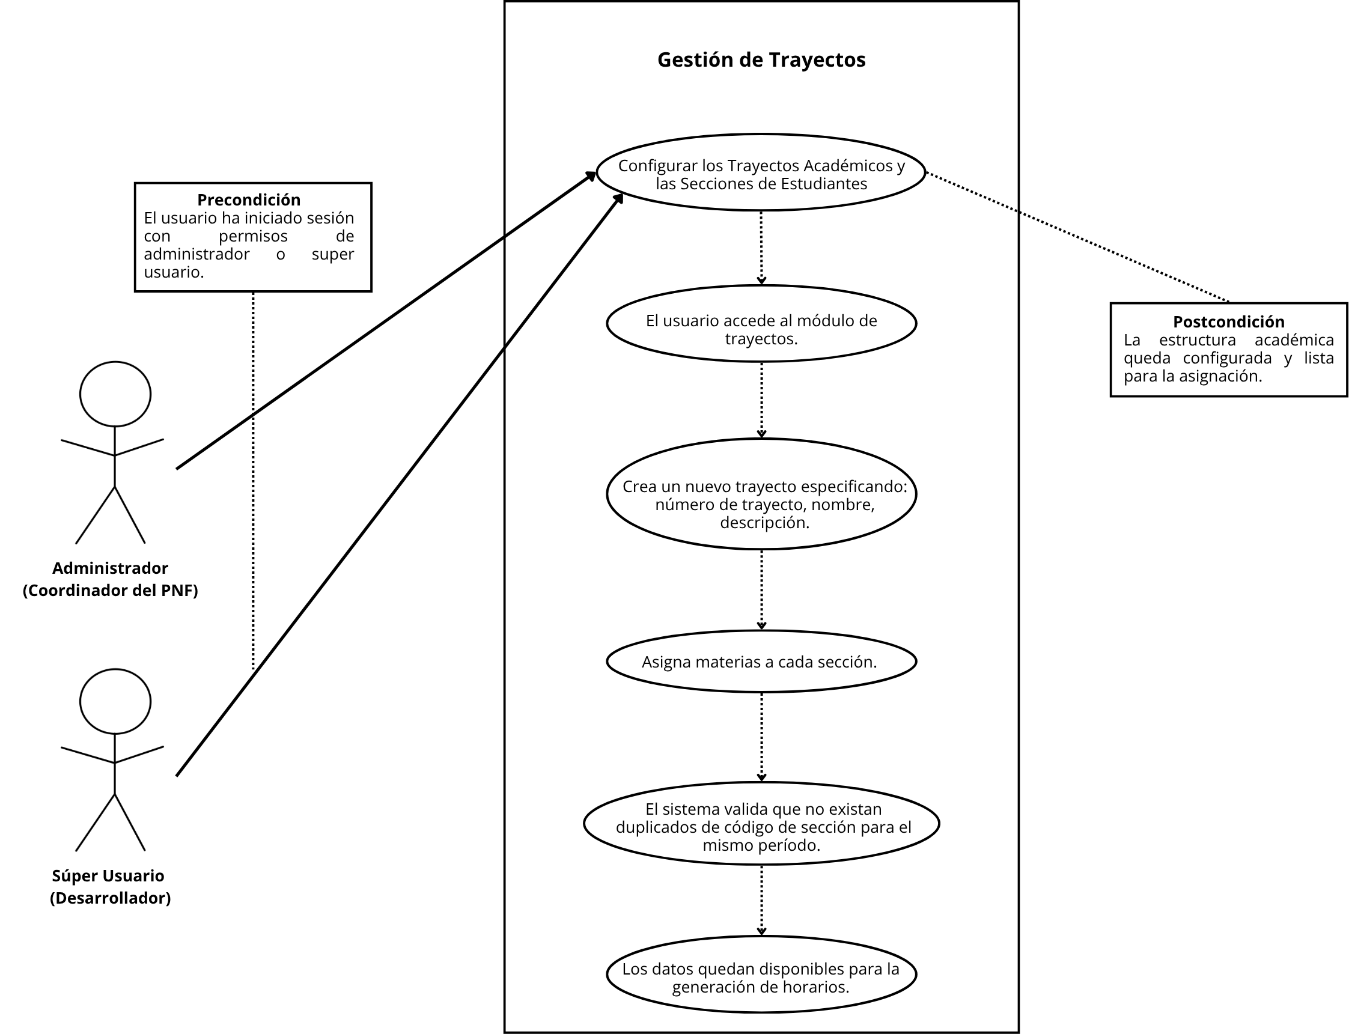 Gestión de Trayectos
Configurar los Trayectos Académicos y
las Secciones de Estudiantes
Precondición
El usuario ha iniciado sesión
con permisos de
administrador o super
usuario.
El usuario accede al módulo de
trayectos.
Postcondición
La estructura académica
queda configurada y lista
para la asignación.
Crea un nuevo trayecto especificando:
número de trayecto, nombre,
descripción.
Administrador
(Coordinador del PNF)
Asigna materias a cada sección.
El sistema valida que no existan
duplicados de código de sección para el
mismo período.
Súper Usuario
(Desarrollador)
Los datos quedan disponibles para la
generación de horarios.